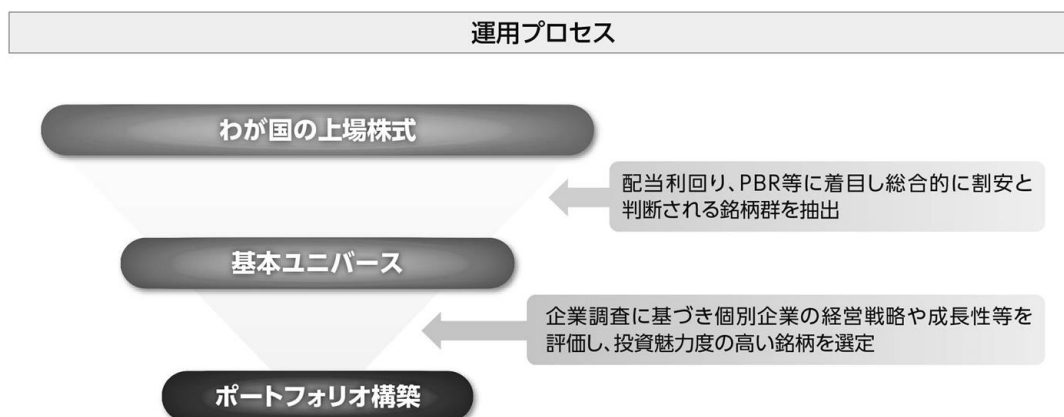 運用プロセス
わが国の上場株式
配当利回り、PBR等に着目し総合的に割安と
判断される銘柄群を抽出
基本ユニバース
企業調査に基づき個別企業の経営戦略や成長性等を
評価し、投資魅力度の高い銘柄を選定
ポートフォリオ構築